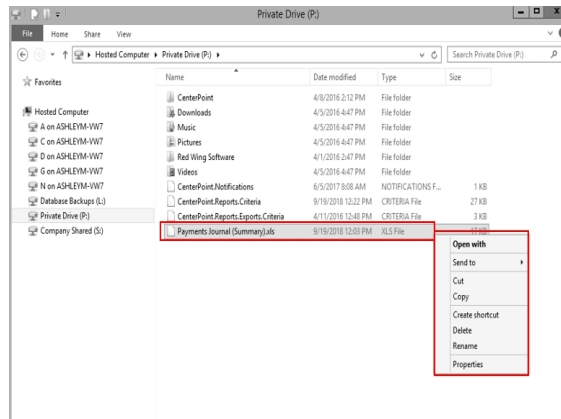 Private Drive (P:)
File Home Share View
Hosted Computer Private Drive (P:) Search Private Drive (P:)
Name Date modified Type Size
Favorites
Hosted Computer
A on ASHLEYM-VW7
C on ASHLEYM-VW7
D on ASHLEYM-VW7
G on ASHLEYM-VW7
N on ASHLEYM-VW7
Database Backups (L:)
Private Drive (P:)
Company Shared (S:)
CenterPoint 4/8/2016 2:12 PM File folder
Downloads 4/5/2016 4:47 PM File folder
Music 4/5/2016 4:47 PM File folder
Pictures 4/5/2016 4:47 PM File folder
Red Wing Software 4/1/2016 2:47 PM File folder
Videos 4/5/2016 4:47 PM File folder
CenterPoint.Notifications 6/5/2017 8:08 AM NOTIFICATIONS F... 1 KB
CenterPoint.Reports.Criteria 9/19/2018 12:22 PM CRITERIA File 27 KB
CenterPoint.Reports.Exports.Criteria 4/11/2016 12:48 PM CRITERIA File 3 KB
Payments Journal (Summary).xls 9/19/2018 12:03 PM XLS File 17 KB
Open with
Send to
Cut
Copy
Create shortcut
Delete
Rename
Properties